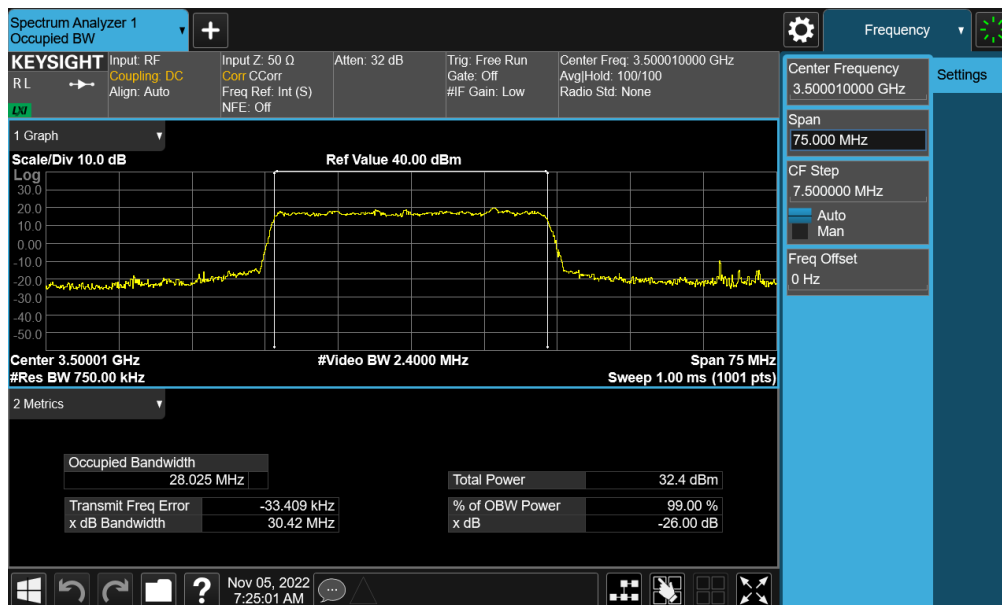 Spectrum Analyzer 1
Occupied BW
+
Frequency
KEYSIGHT
R L
LXI
Input: RF
Coupling: DC
Align: Auto
Input Z: 50 Ω
Corr CCorr
Freq Ref: Int (S)
NFE: Off
Atten: 32 dB
Trig: Free Run
Gate: Off
#IF Gain: Low
Center Freq: 3.500010000 GHz
Avg|Hold: 100/100
Radio Std: None
Center Frequency
3.500010000 GHz
Settings
Span
75.000 MHz
CF Step
7.500000 MHz
Auto
Man
Freq Offset
0 Hz
1 Graph
Scale/Div 10.0 dB
Ref Value 40.00 dBm
Log
30.0
20.0
10.0
0.00
-10.0
-20.0
-30.0
-40.0
-50.0
Center 3.50001 GHz
#Video BW 2.4000 MHz
Span 75 MHz
#Res BW 750.00 kHz
Sweep 1.00 ms (1001 pts)
2 Metrics
Occupied Bandwidth
28.025 MHz
Total Power 32.4 dBm
Transmit Freq Error -33.409 kHz
% of OBW Power 99.00 %
x dB Bandwidth 30.42 MHz
x dB -26.00 dB
?
Nov 05, 2022
7:25:01 AM